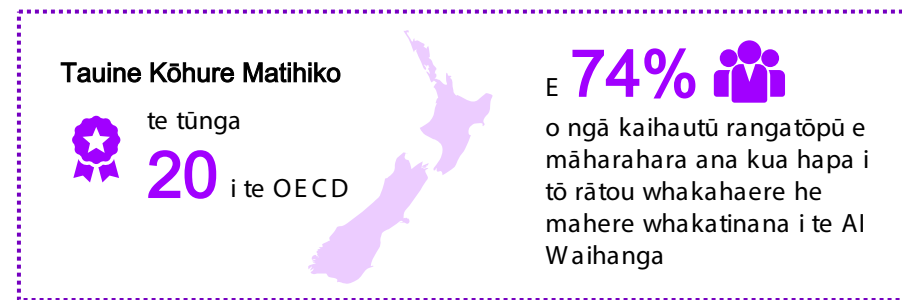 Tauine Kōhure Matihiko
te tūnga
20 i te OECD
E 74%
o ngā kaihautū rangatōpū e
māharahara ana kua hapa i
tō rātou whakahaere he
mahere whakatinana i te AI
Waihanga